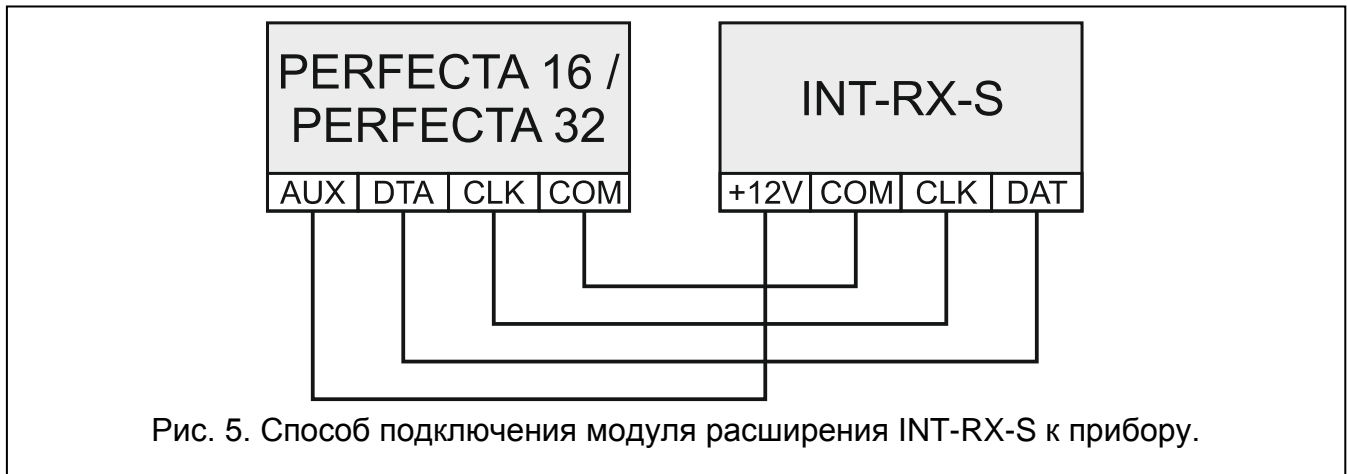 PERFECTA 16 /
PERFECTA 32
INT-RX-S
AUX DTA CLK COM
+12V COM CLK DAT
Рис. 5. Способ подключения модуля расширения INT-RX-S к прибору.